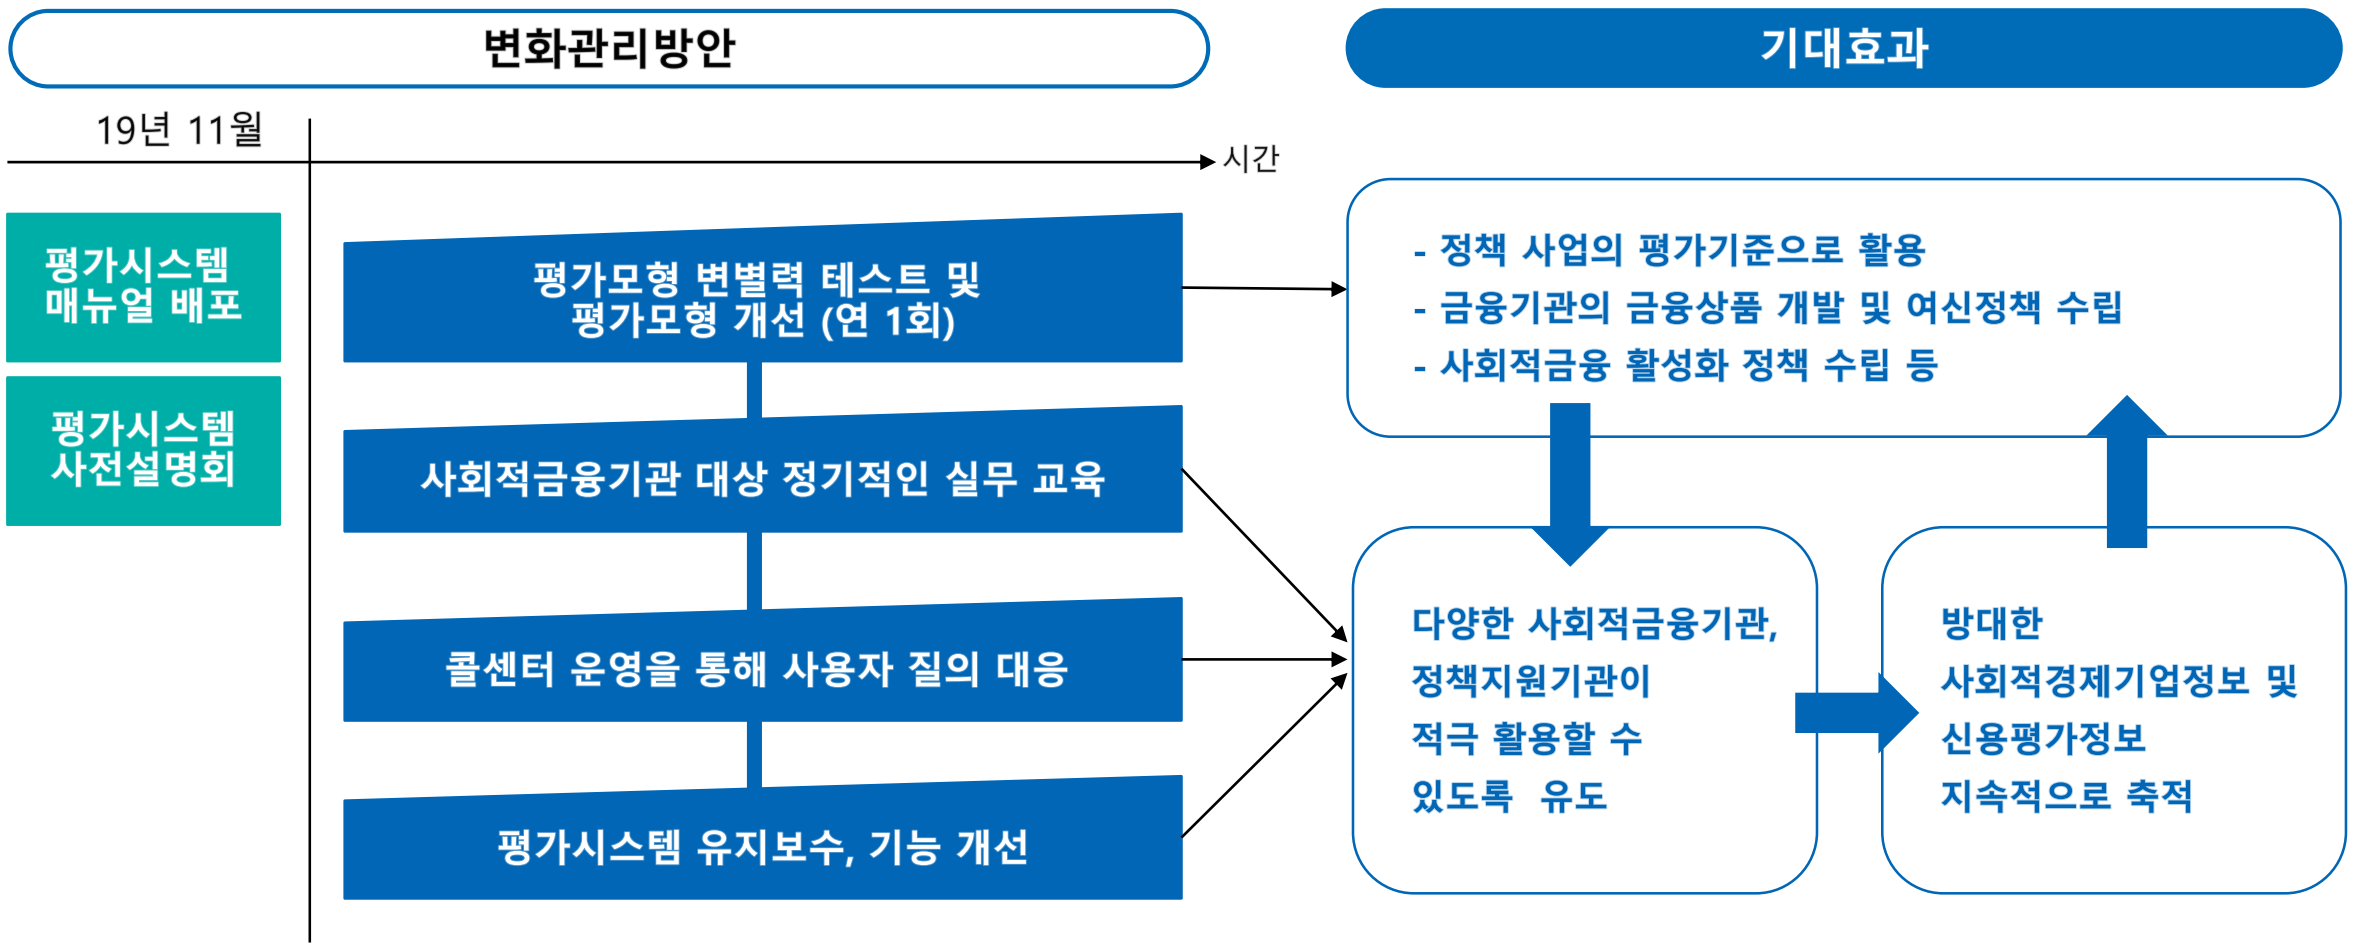 변화관리방안
기대효과
19년 11월
시간
평가시스템
매뉴얼 배포
평가시스템
사전설명회
평가모형 변별력 테스트 및
평가모형 개선 (연 1회)
사회적금융기관 대상 정기적인 실무 교육
콜센터 운영을 통해 사용자 질의 대응
평가시스템 유지보수, 기능 개선
- 정책 사업의 평가기준으로 활용
- 금융기관의 금융상품 개발 및 여신정책 수립
- 사회적금융 활성화 정책 수립 등
다양한 사회적금융기관,
정책지원기관이
적극 활용할 수
있도록 유도
방대한
사회적경제기업정보 및
신용평가정보
지속적으로 축적